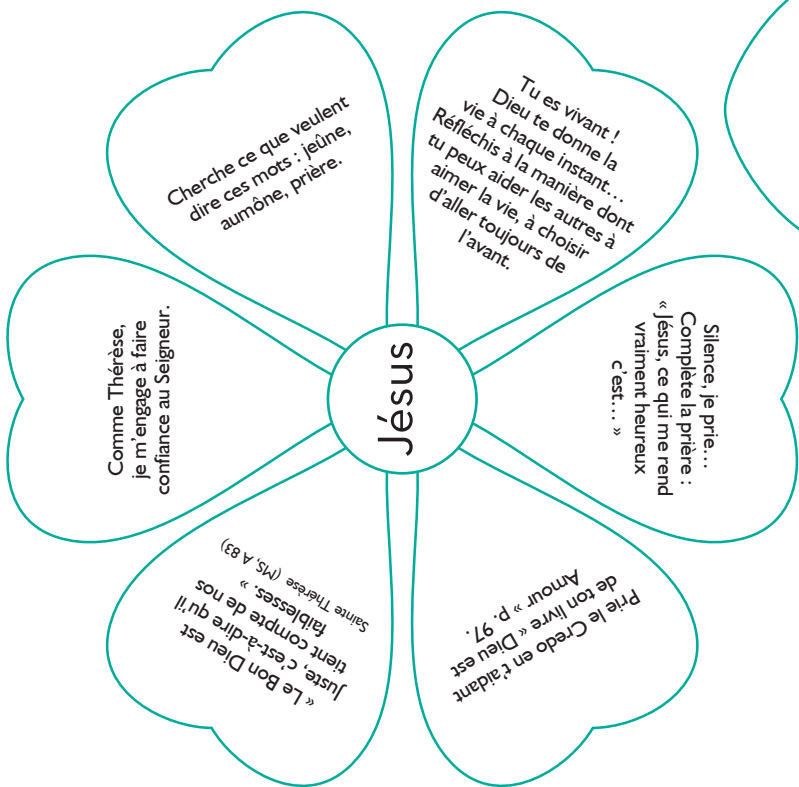 Jésus
Cherche ce que veulent
dire ces mots : jeûne,
aumône, prière.
Tu es vivant !
Dieu te donne la
vie à chaque instant…
Réfléchis à la manière dont
tu peux aider les autres à
aimer la vie, à choisir
d’aller toujours de
l’avant.
Silence, je prie…
Complète la prière :
« Jésus, ce qui me rend
vraiment heureux
c’est… »
Prie le Credo en t’aidant
de ton livre « Dieu est
Amour » p. 97.
« Le Bon Dieu est
Juste, c’est-à-dire qu’il
tient compte de nos
faiblesses. »
Sainte Thérèse (MS, A 83)
Comme Thérèse,
je m’engage à faire
confiance au Seigneur.